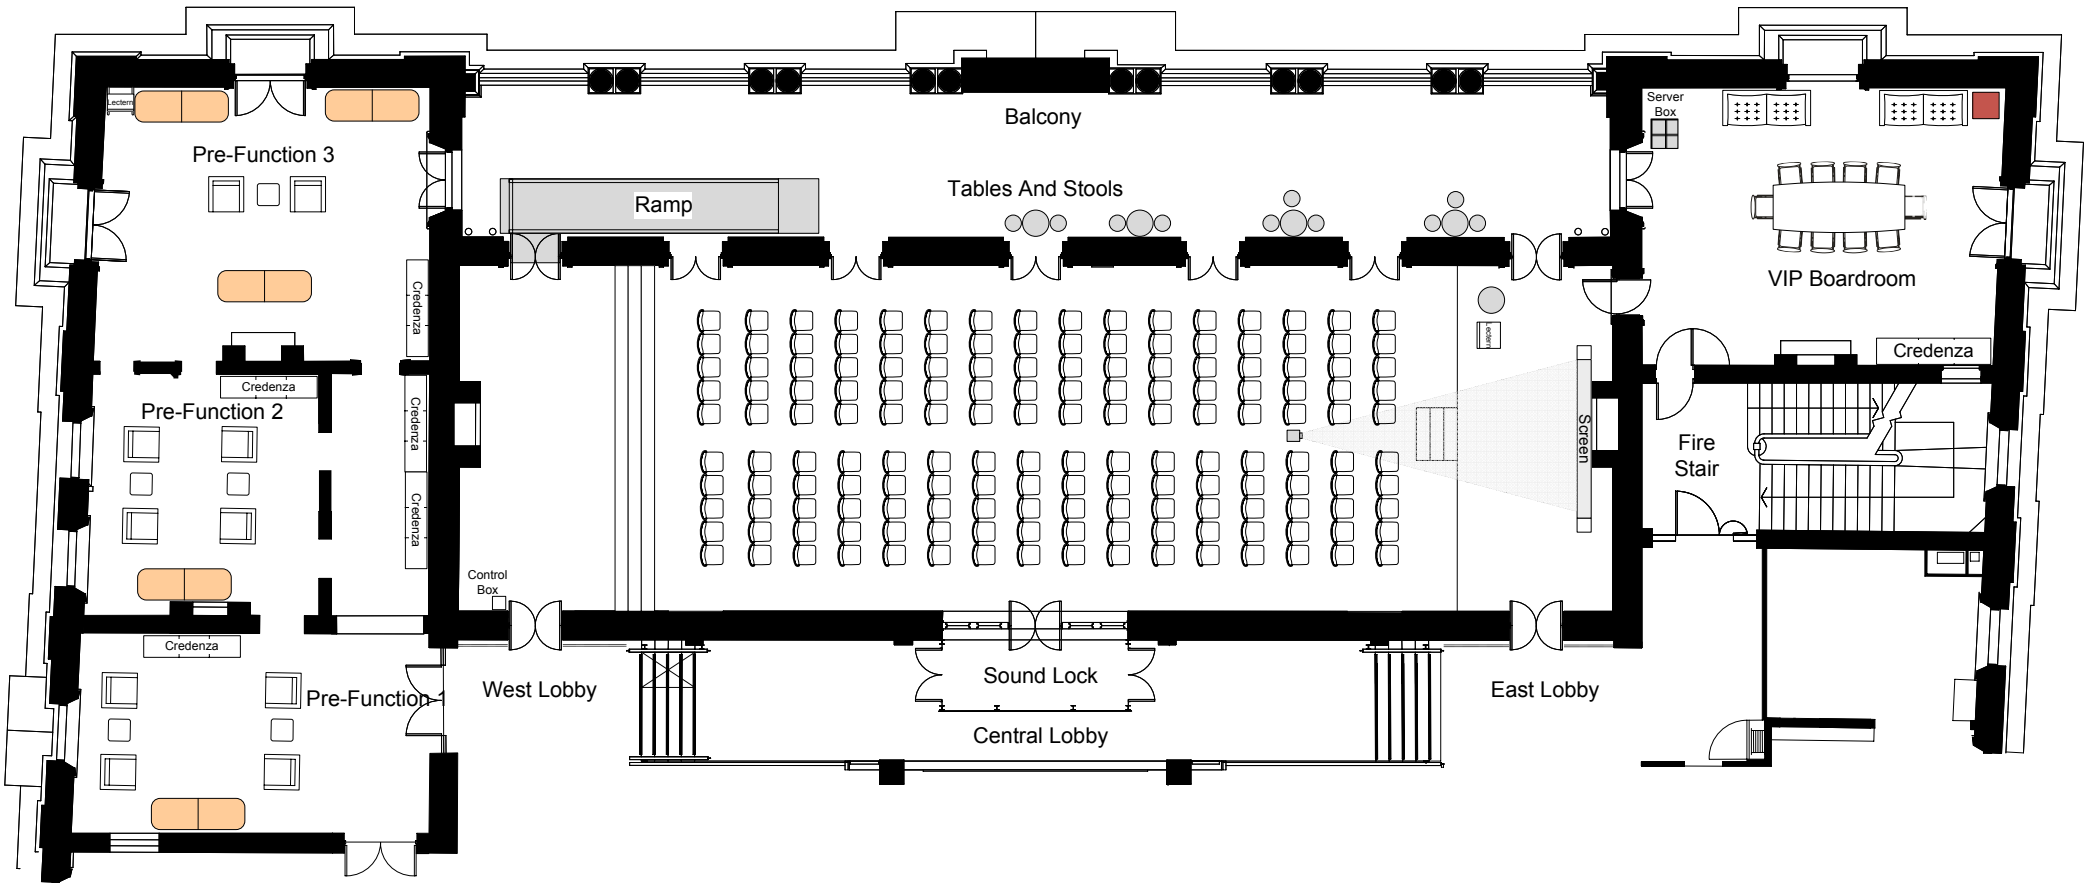 Balcony
Server
Box
Lectern
Pre-Function 3
Tables And Stools
Ramp
VIP Boardroom
Credenza
Lectern
Credenza
Credenza
Pre-Function 2
Credenza
Screen
Fire
Stair
Credenza
Control
Box
Credenza
Pre-Function 1
West Lobby
Sound Lock
East Lobby
Central Lobby